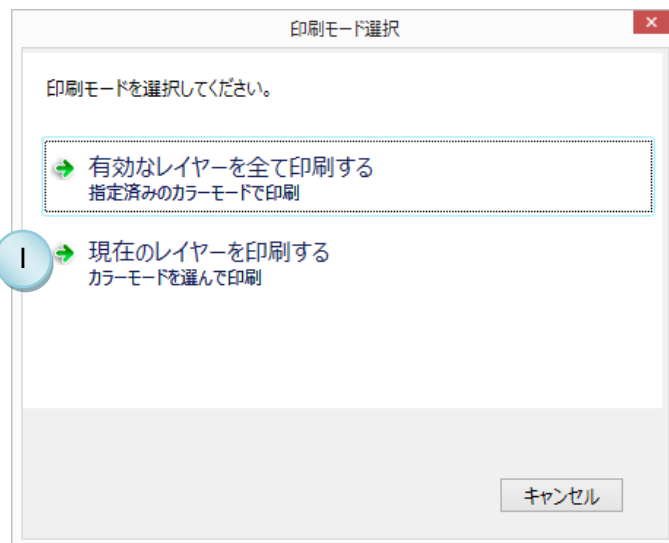 印刷モード選択
印刷モードを選択してください。
有効なレイヤーを全て印刷する
指定済みのカラーモードで印刷
I
現在のレイヤーを印刷する
カラーモードを選んで印刷
キャンセル